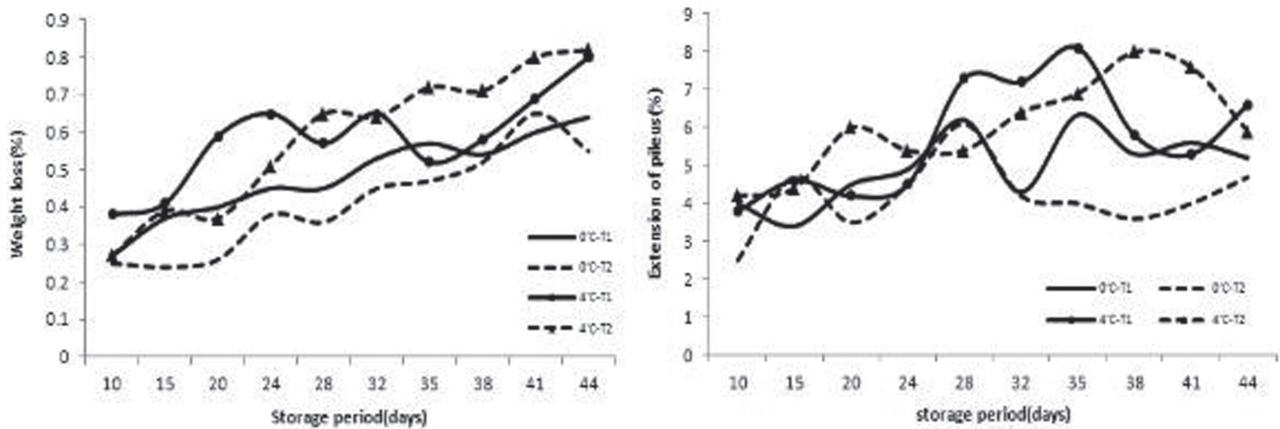 Weight loss(%)
0.9
0.8
0.7
0.6
0.5
0.4
0.3
0.2
0.1
0
10 15 20 24 28 32 35 38 41 44
Storage period(days)
0℃-T1
0℃-T2
4℃-T1
4℃-T2
Extension of pileus(%)
9
8
7
6
5
4
3
2
1
0
10 15 20 24 28 32 35 38 41 44
storage period(days)
0℃-T1 0℃-T2
4℃-T1 4℃-T2